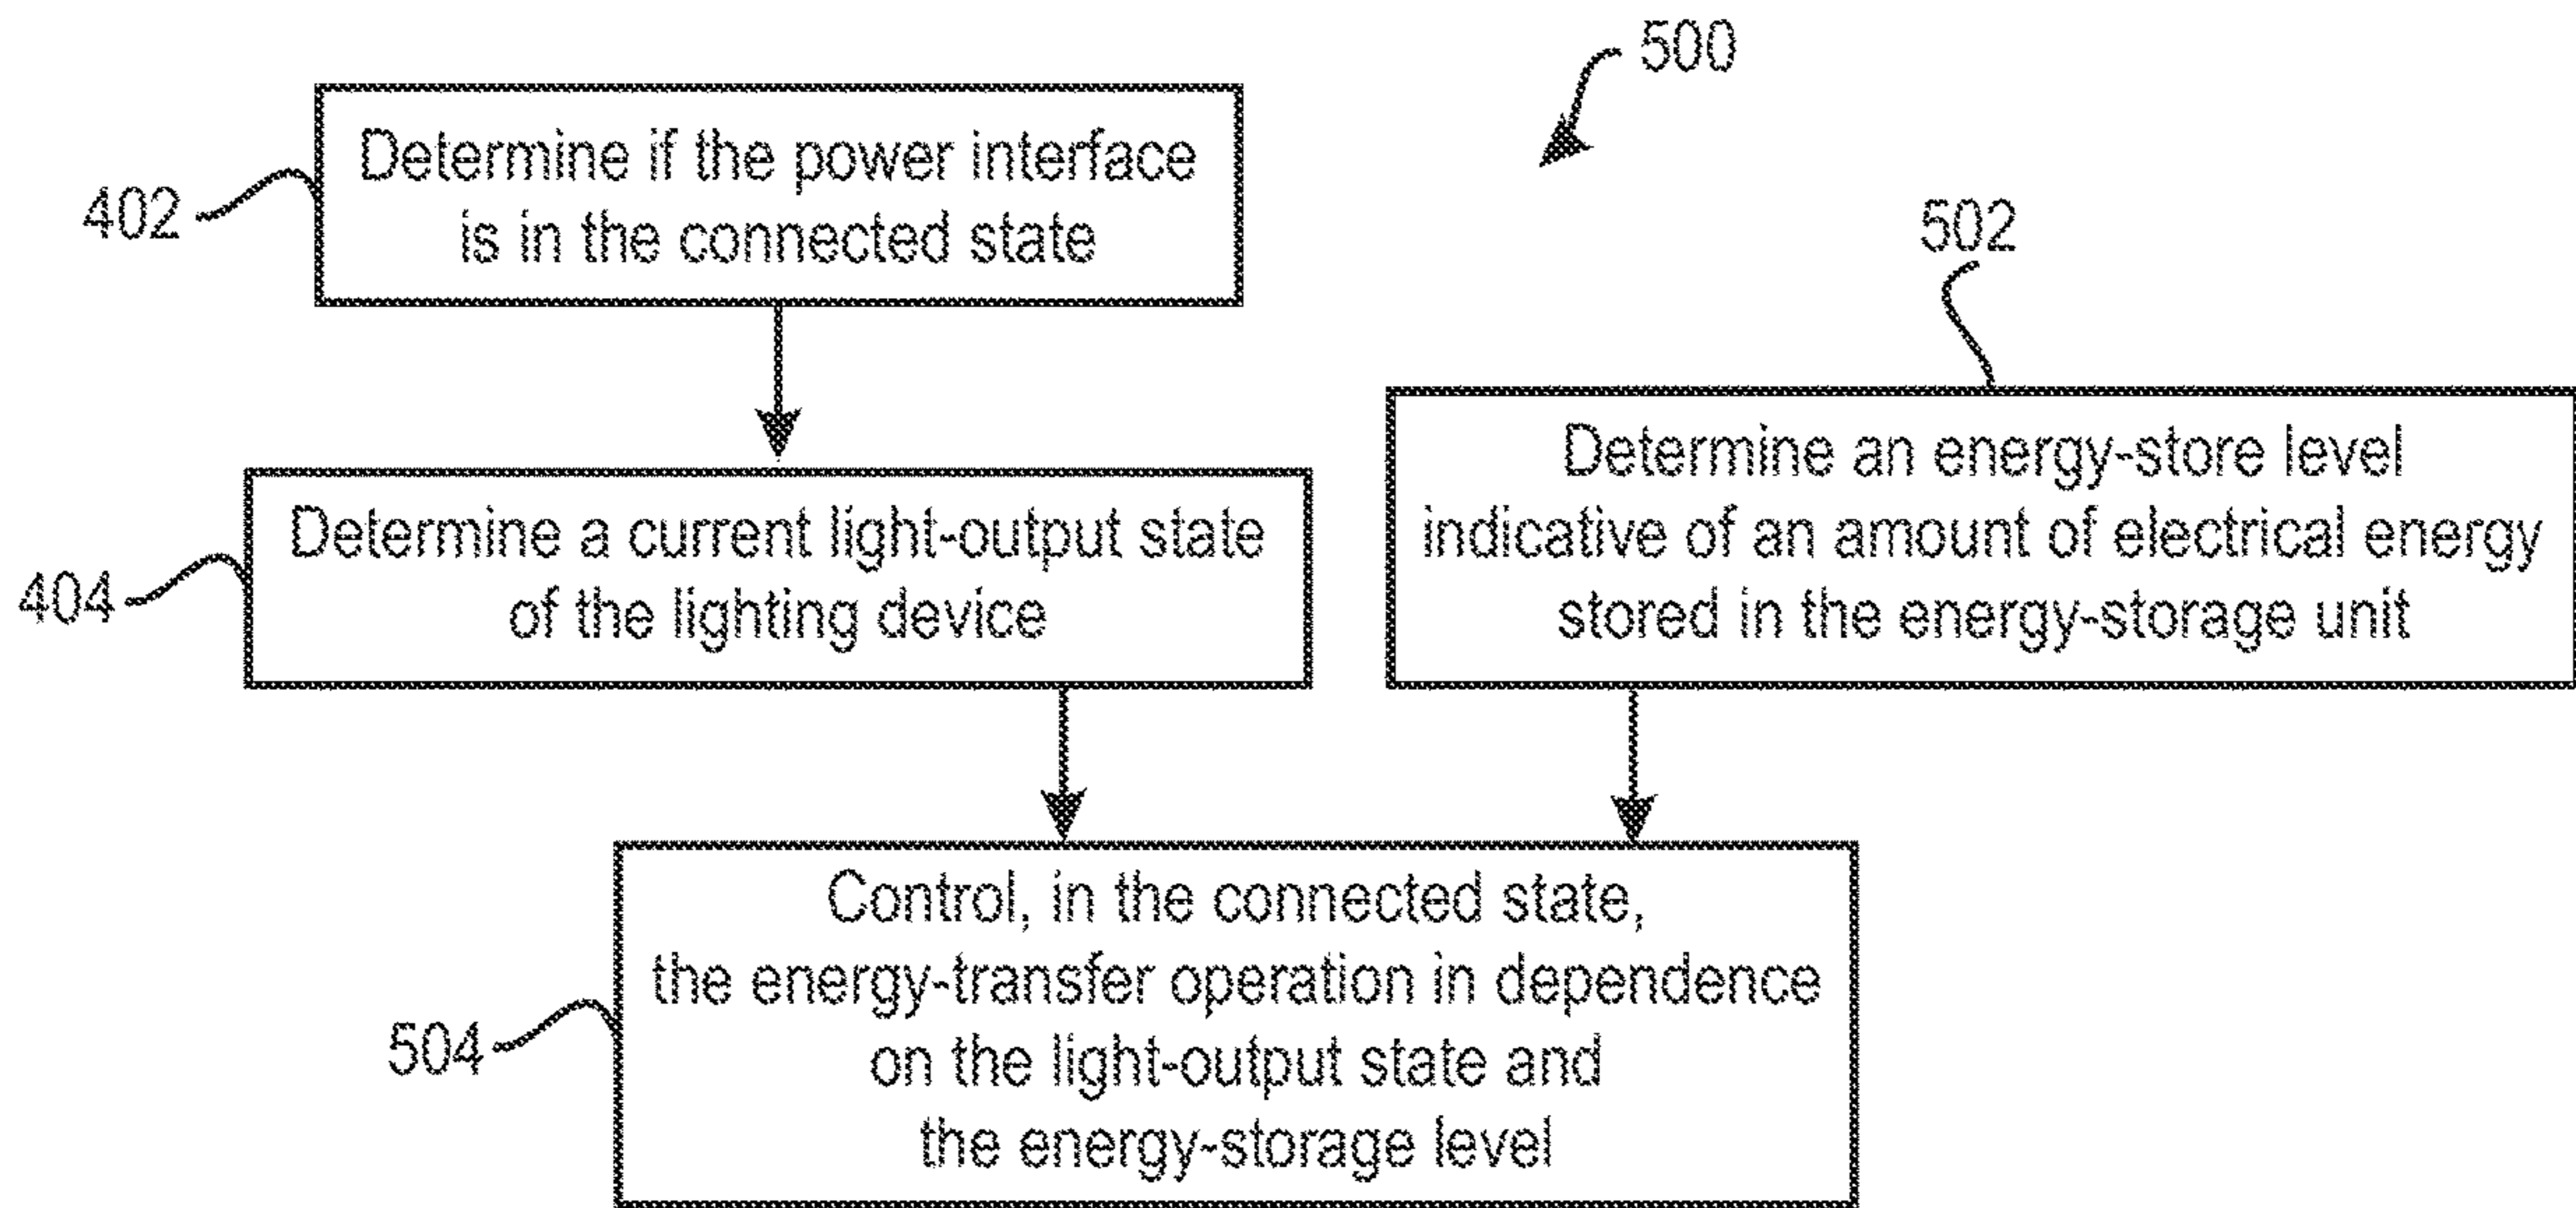 500
402
Determine if the power interface
is in the connected state
502
404
Determine a current light-output state
of the lighting device
Determine an energy-store level
indicative of an amount of electrical energy
stored in the energy-storage unit
504
Control, in the connected state,
the energy-transfer operation in dependence
on the light-output state and
the energy-storage level